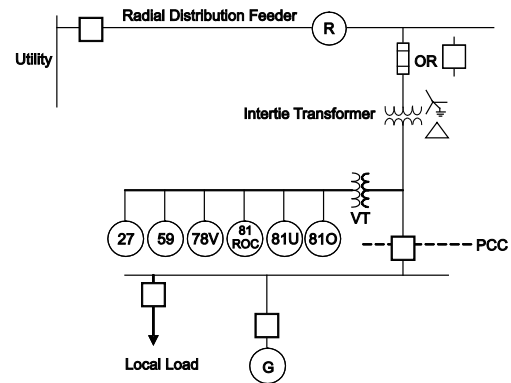 Radial Distribution Feeder
R
Utility
OR
Intertie Transformer
VT
27 59 78V 81 ROC 81U 81O
PCC
Local Load
G